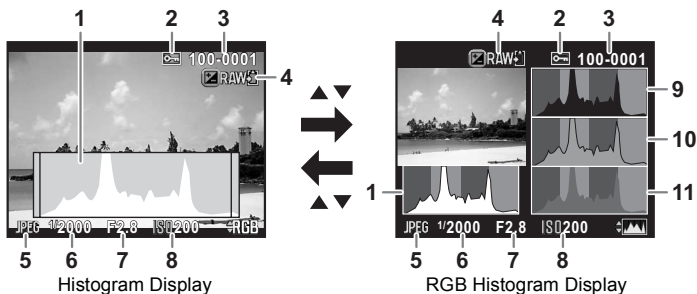 1 2 3
100-0001
RAW
4
JPEG 1/2000 F2.8 ISO200 RGB
5 6 7 8
Histogram Display
▲▼
▲▼
4 2 3
RAW 100-0001
9
10
1 11
JPEG 1/2000 F2.8 ISO200
5 6 7 8
RGB Histogram Display